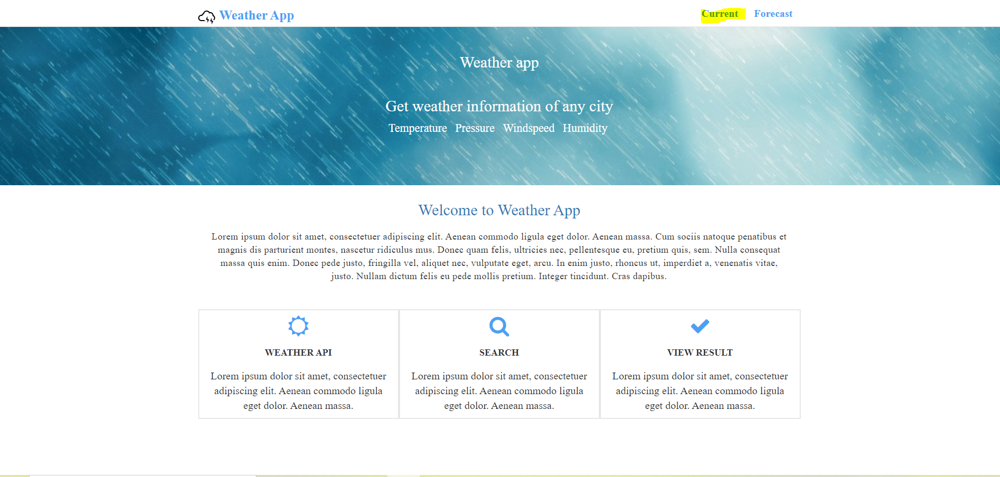 Weather App
Current Forecast
Weather app
Get weather information of any city
Temperature Pressure Windspeed Humidity
Welcome to Weather App
Lorem ipsum dolor sit amet, consectetuer adipiscing elit. Aenean commodo ligula eget dolor. Aenean massa. Cum sociis natoque penatibus et
magnis dis parturient montes, nascetur ridiculus mus. Donec quam felis, ultricies nec, pellentesque eu, pretium quis, sem. Nulla consequat
massa quis enim. Donec pede justo, fringilla vel, aliquet nec, vulputate eget, arcu. In enim justo, rhoncus ut, imperdiet a, venenatis vitae,
justo. Nullam dictum felis eu pede mollis pretium. Integer tincidunt. Cras dapibus.
WEATHER API
Lorem ipsum dolor sit amet, consectetuer
adipiscing elit. Aenean commodo ligula
eget dolor. Aenean massa.
SEARCH
Lorem ipsum dolor sit amet, consectetuer
adipiscing elit. Aenean commodo ligula
eget dolor. Aenean massa.
VIEW RESULT
Lorem ipsum dolor sit amet, consectetuer
adipiscing elit. Aenean commodo ligula
eget dolor. Aenean massa.